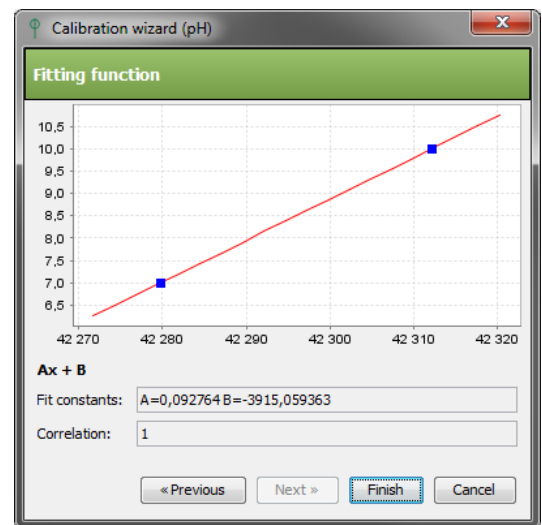 Calibration wizard (pH)
Fitting function
10,5
10,0
9,5
9,0
8,5
8,0
7,5
7,0
6,5
42 270 42 280 42 290 42 300 42 310 42 320
Ax + B
Fit constants: A=0,092764 B=-3915,059363
Correlation: 1
« Previous Next » Finish Cancel